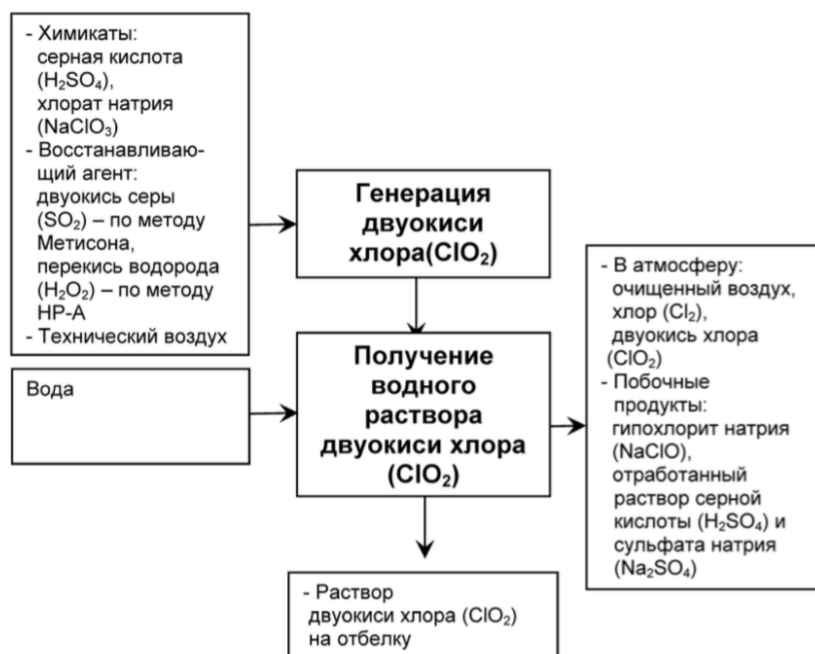 - Химикаты:
серная кислота
(H₂SO₄),
хлорат натрия
(NaClO₃)
- Восстанавливаю-
щий агент:
двуокись серы
(SO₂) – по методу
Метисона,
перекись водорода
(H₂O₂) – по методу
HP-A
- Технический воздух
Генерация
двуокиси
хлора(ClO₂)
Вода
Получение
водного
раствора
двуокиси хлора
(ClO₂)
- В атмосферу:
очищенный воздух,
хлор (Cl₂),
двуокись хлора
(ClO₂)
- Побочные
продукты:
гипохлорит натрия
(NaClO),
отработанный
раствор серной
кислоты (H₂SO₄) и
сульфата натрия
(Na₂SO₄)
- Раствор
двуокиси хлора (ClO₂)
на отбелку